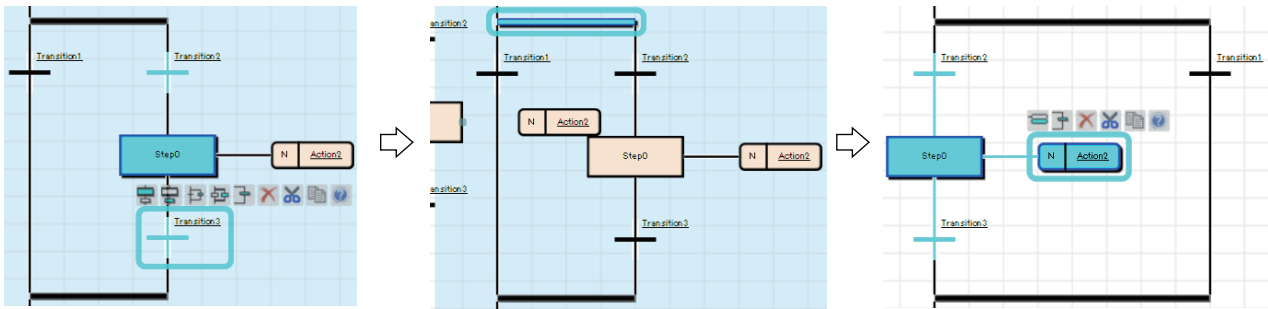 Transition1
Transition2
Step0
N
Action2
Transition3
ansition2
Transition1
Transition2
N
Action2
Step0
N
Action2
ansition3
Transition3
Transition2
Transition1
Step0
N
Action2
Transition3